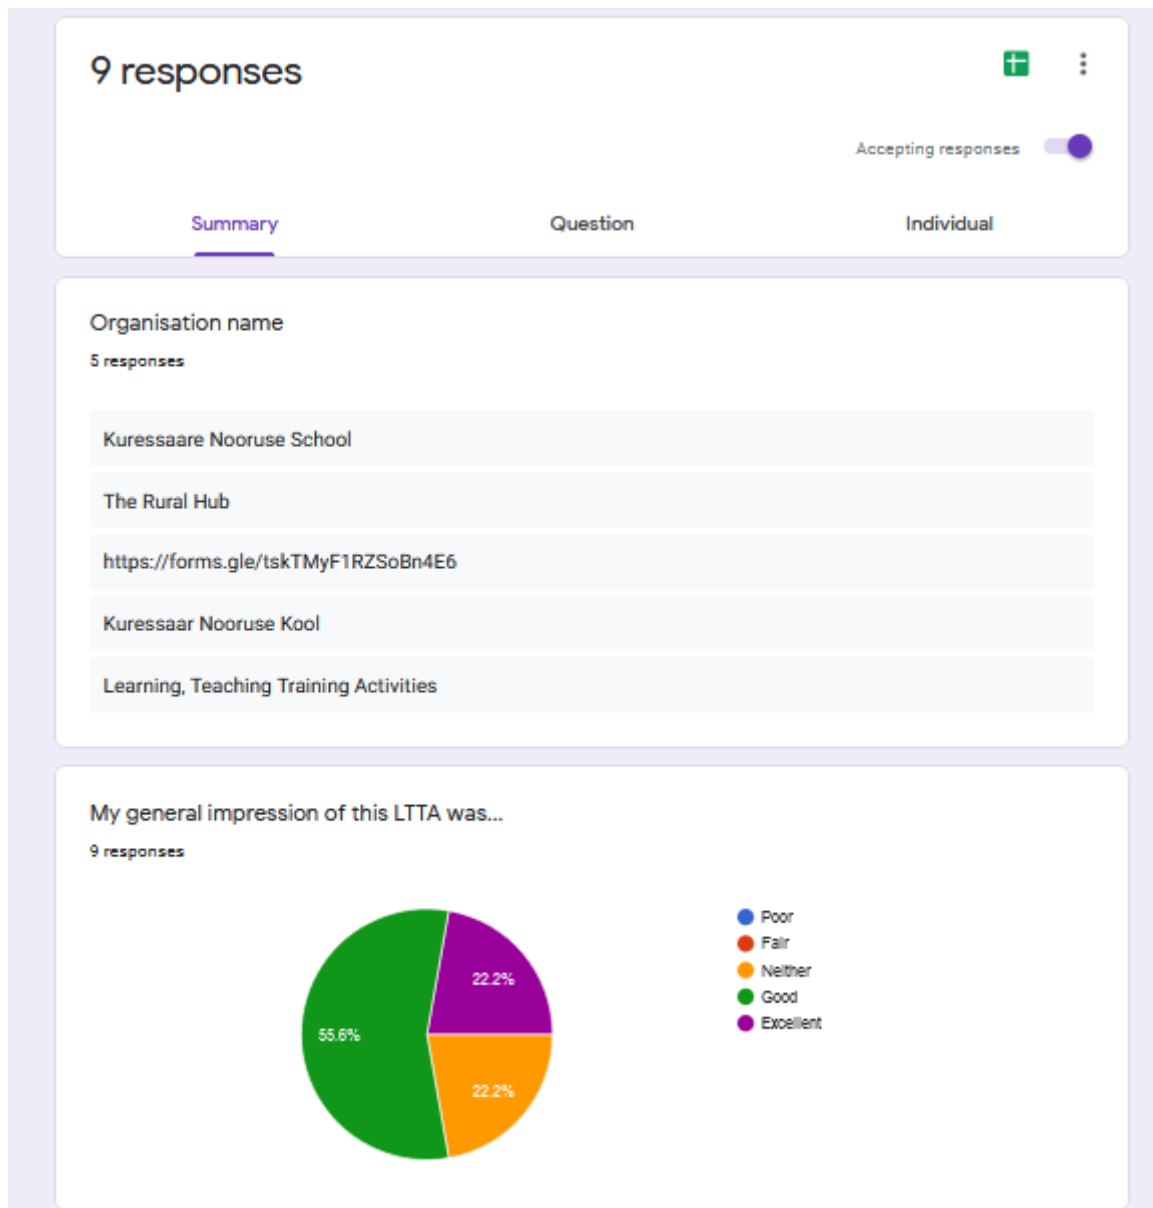 9 responses
Accepting responses
Summary
Question
Individual
Organisation name
5 responses
Kuressaare Nooruse School
The Rural Hub
https://forms.gle/tskTMyF1RZSoBn4E6
Kuressaar Nooruse Kool
Learning, Teaching Training Activities
My general impression of this LTTA was...
9 responses
22.2%
55.6%
22.2%
Poor
Fair
Neither
Good
Excellent